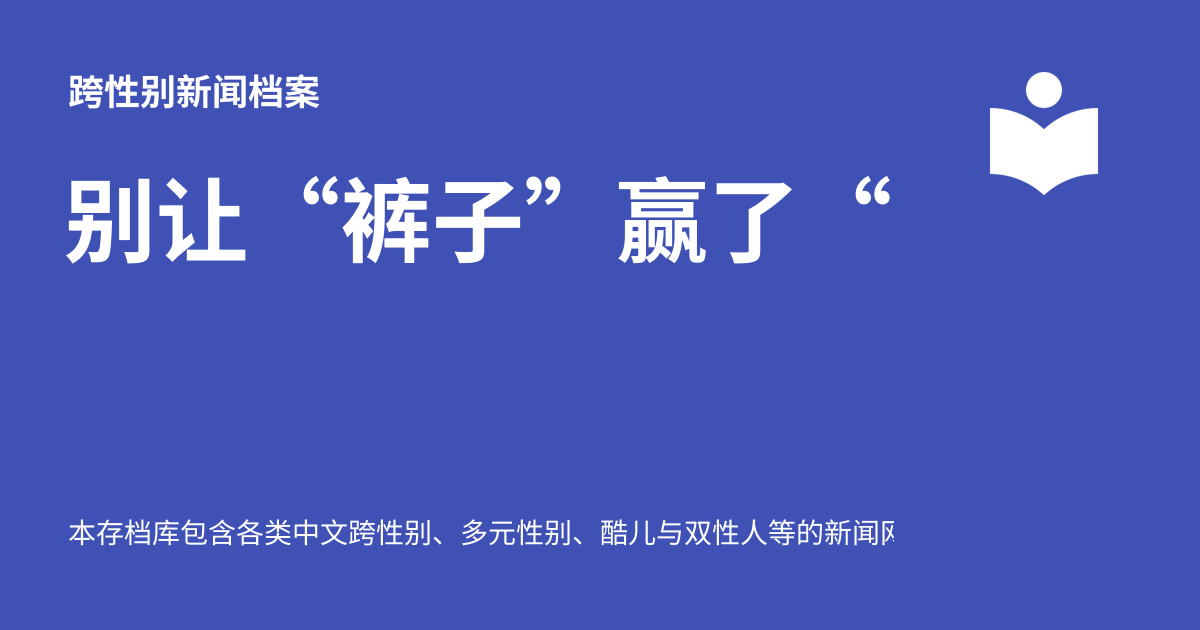 跨性别新闻档案
别让“裤子”赢了“
本存档库包含各类中文跨性别、多元性别、酷儿与双性人等的新闻